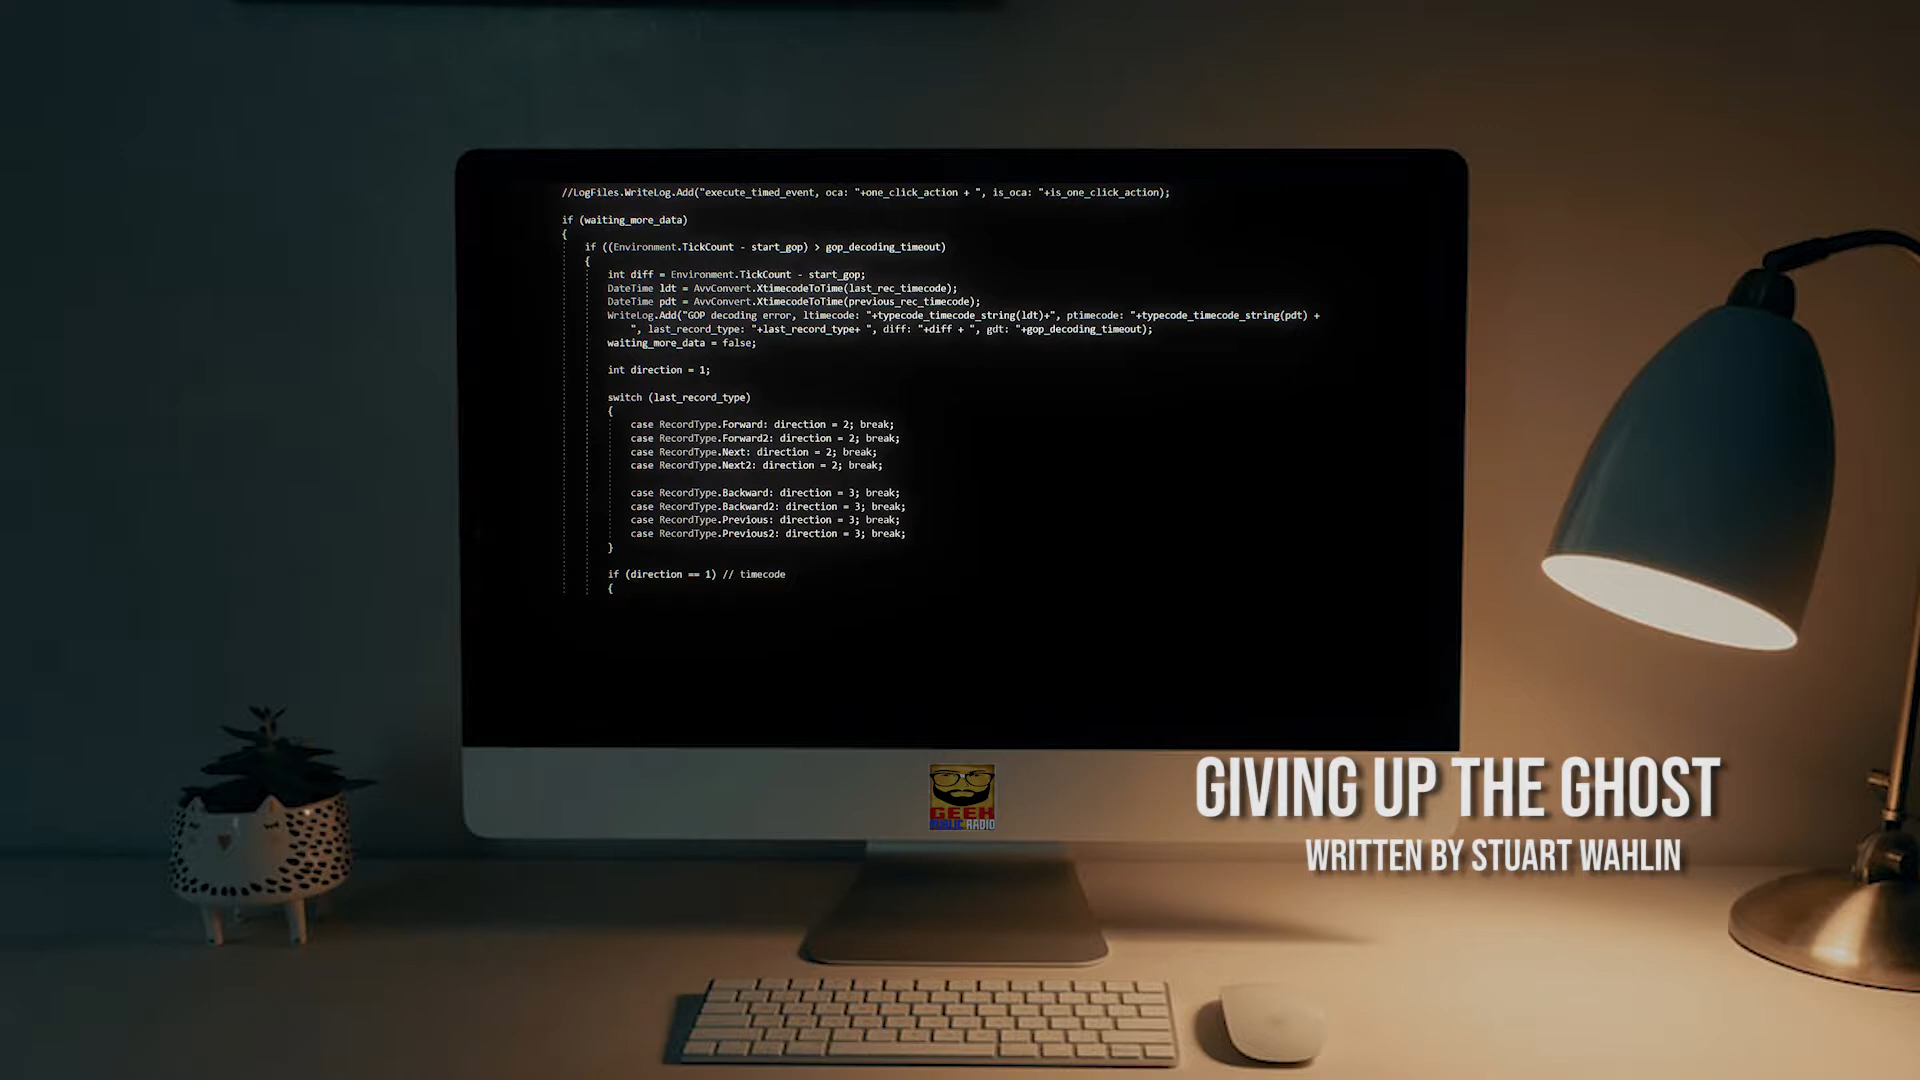 //LogFiles.WriteLog.Add("execute_timed_event, oca: "+one_click_action + ", is_oca: "+is_one_click_action);
if (waiting_more_data)
{
if ((Environment.TickCount - start_gop) > gop_decoding_timeout)
{
int diff = Environment.TickCount - start_gop;
DateTime ldt = AvvConvert.XtimecodeToTime(last_rec_timecode);
DateTime pdt = AvvConvert.XtimecodeToTime(previous_rec_timecode);
WriteLog.Add("GOP decoding error, ltimecode: "+typecode_timecode_string(ldt)+", ptimecode: "+typecode_timecode_string(pdt) +
", last_record_type: "+last_record_type+ ", diff: "+diff + ", gdt: "+gop_decoding_timeout);
waiting_more_data = false;
int direction = 1;
switch (last_record_type)
{
case RecordType.Forward: direction = 2; break;
case RecordType.Forward2: direction = 2; break;
case RecordType.Next: direction = 2; break;
case RecordType.Next2: direction = 2; break;
case RecordType.Backward: direction = 3; break;
case RecordType.Backward2: direction = 3; break;
case RecordType.Previous: direction = 3; break;
case RecordType.Previous2: direction = 3; break;
}
if (direction == 1) // timecode
{
GIVING UP THE GHOST
WRITTEN BY STUART WAHLIN
GEEK
PUBLIC RADIO